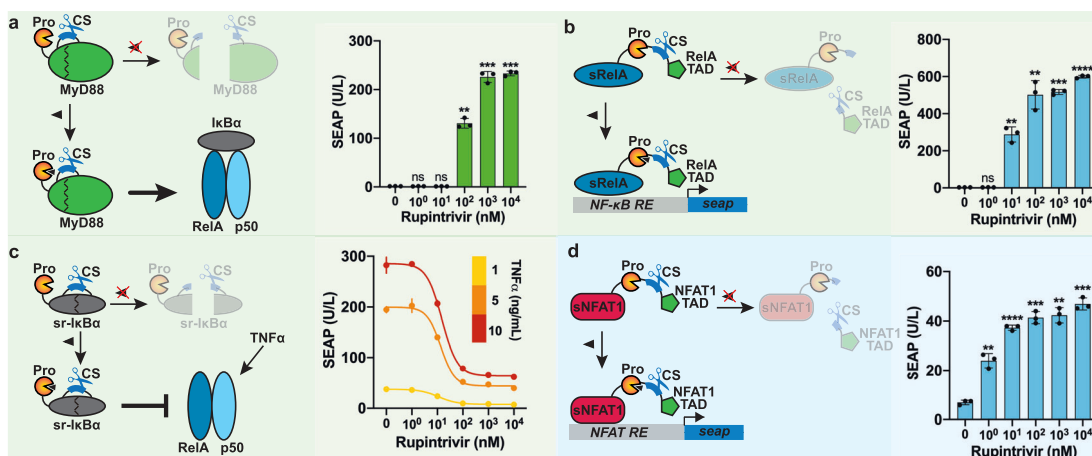 a
Pro
CS
MyD88
Pro
CS
MyD88
Pro
CS
MyD88
IκBα
RelA
p50
SEAP (U/L)
300
200
100
0
ns
ns
**
***
***
0
10⁰
10¹
10²
10³
10⁴
Rupintrivir (nM)
b
Pro
CS
RelA
TAD
sRelA
Pro
sRelA
CS
RelA
TAD
Pro
CS
RelA
TAD
sRelA
NF-κB RE
seap
SEAP (U/L)
800
600
400
200
0
ns
**
**
***
****
0
10⁰
10¹
10²
10³
10⁴
Rupintrivir (nM)
c
Pro
CS
sr-IκBα
Pro
CS
sr-IκBα
Pro
CS
sr-IκBα
TNFα
RelA
p50
SEAP (U/L)
300
200
100
0
TNFα (ng/mL)
1
5
10
0
10⁰
10¹
10²
10³
10⁴
Rupintrivir (nM)
d
Pro
CS
NFAT1
TAD
sNFAT1
Pro
sNFAT1
CS
NFAT1
TAD
Pro
CS
NFAT1
TAD
sNFAT1
NFAT RE
seap
SEAP (U/L)
60
40
20
0
**
****
***
**
***
0
10⁰
10¹
10²
10³
10⁴
Rupintrivir (nM)